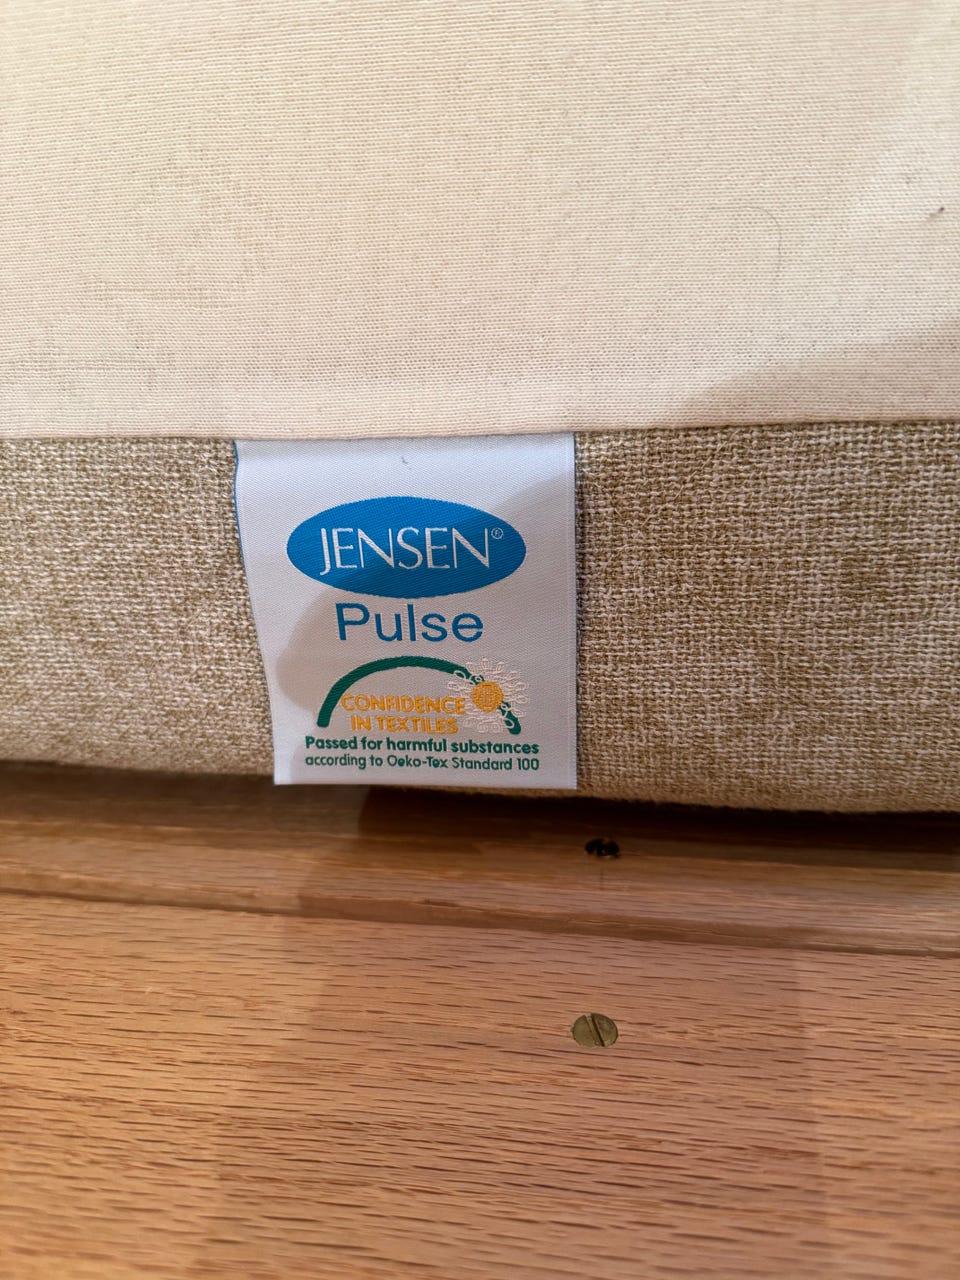 JENSEN®
Pulse
CONFIDENCE
IN TEXTILES
Passed for harmful substances
according to Oeko-Tex Standard 100